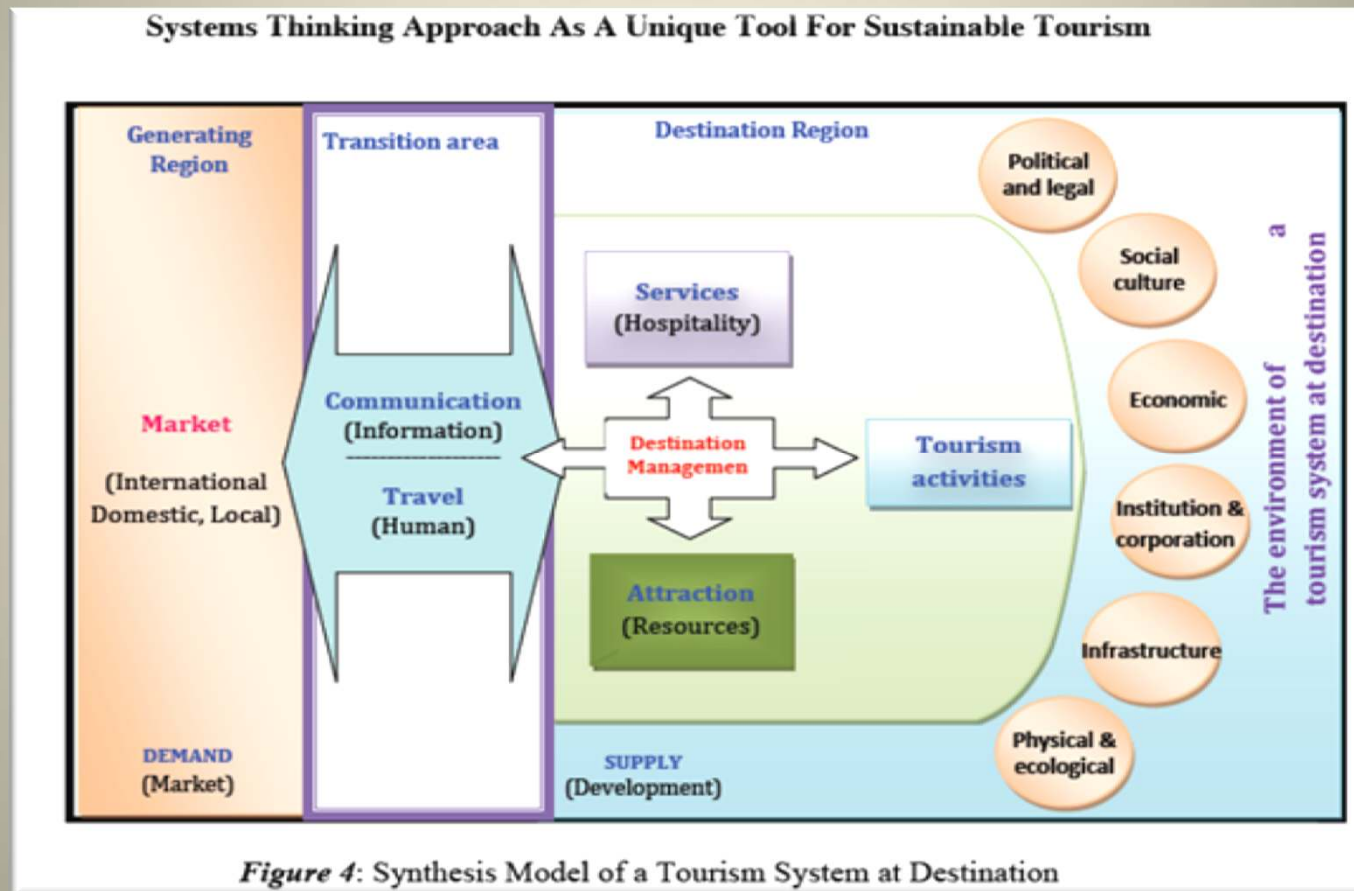 Systems Thinking Approach As A Unique Tool For Sustainable Tourism
Generating
Region
Transition area
Destination Region
Market
(International
Domestic, Local)
DEMAND
(Market)
Communication
(Information)
--------------------
Travel
(Human)
Services
(Hospitality)
Destination
Managemen
Tourism
activities
Attraction
(Resources)
SUPPLY
(Development)
Political
and legal
Social
culture
Economic
Institution &
corporation
Infrastructure
Physical &
ecological
The environment of a
tourism system at destination
Figure 4: Synthesis Model of a Tourism System at Destination